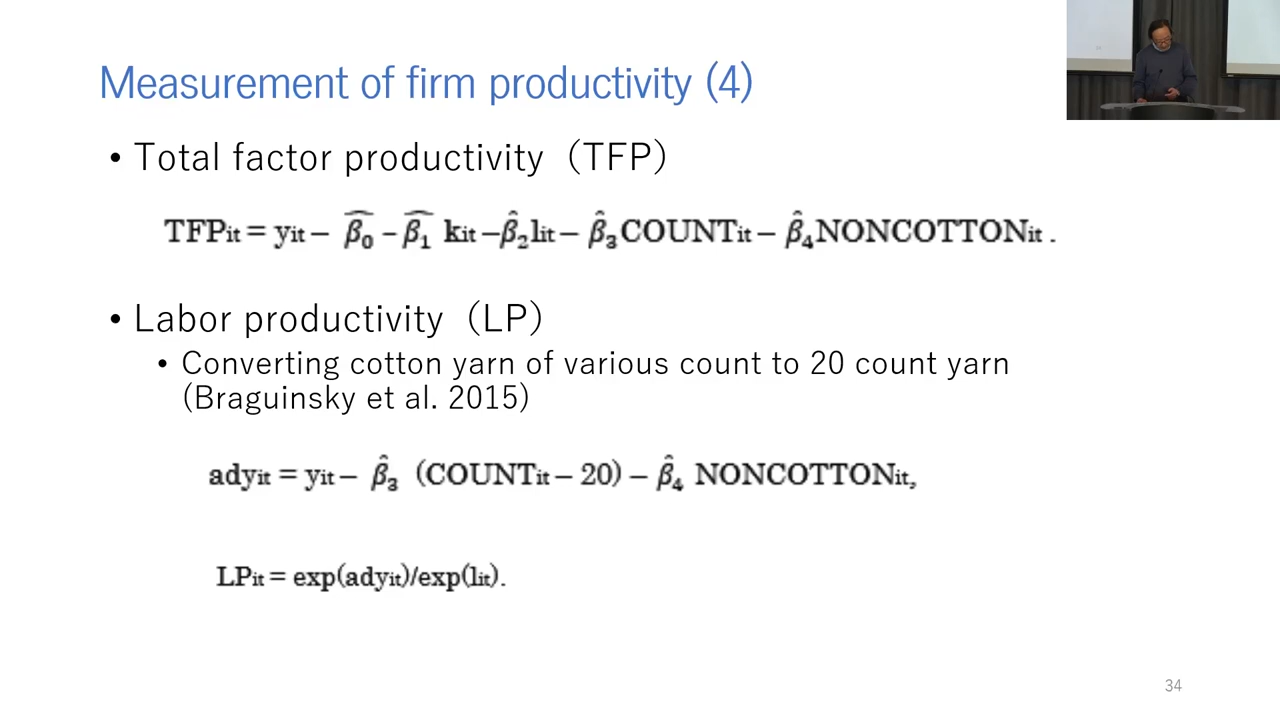 Measurement of firm productivity (4)
• Total factor productivity（TFP）
TFPit = yit − β̂0 − β̂1 kit − β̂2lit − β̂3COUNTit − β̂4NONCOTTONit .
• Labor productivity（LP）
• Converting cotton yarn of various count to 20 count yarn
(Braguinsky et al. 2015)
adyit = yit − β̂3 (COUNTit − 20) − β̂4 NONCOTTONit,
LPit = exp(adyit)/exp(lit).
34